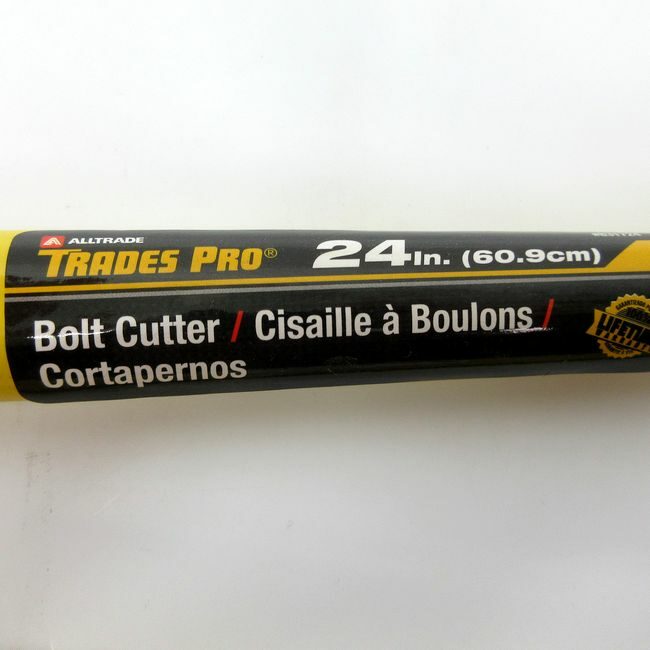 ALLTRADE
TRADES PRO®
24In. (60.9cm)
Bolt Cutter / Cisaille à Boulons /
Cortapernos
LIFETIME